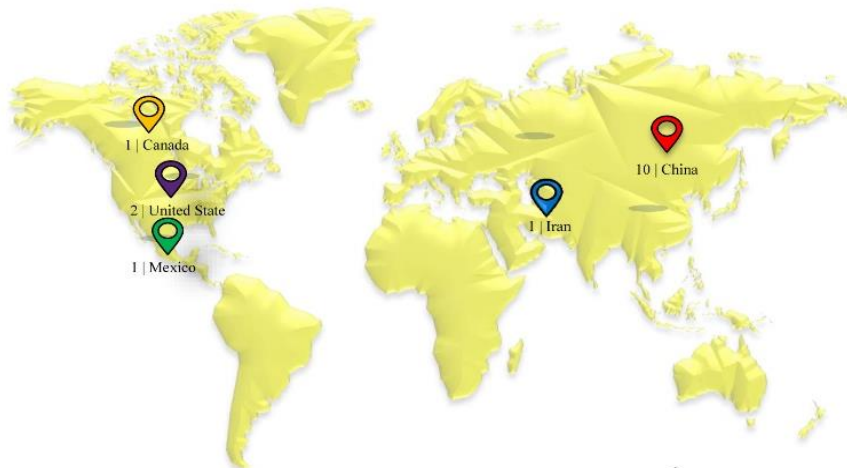 1 | Canada
10 | China
2 | United State
1 | Iran
1 | Mexico